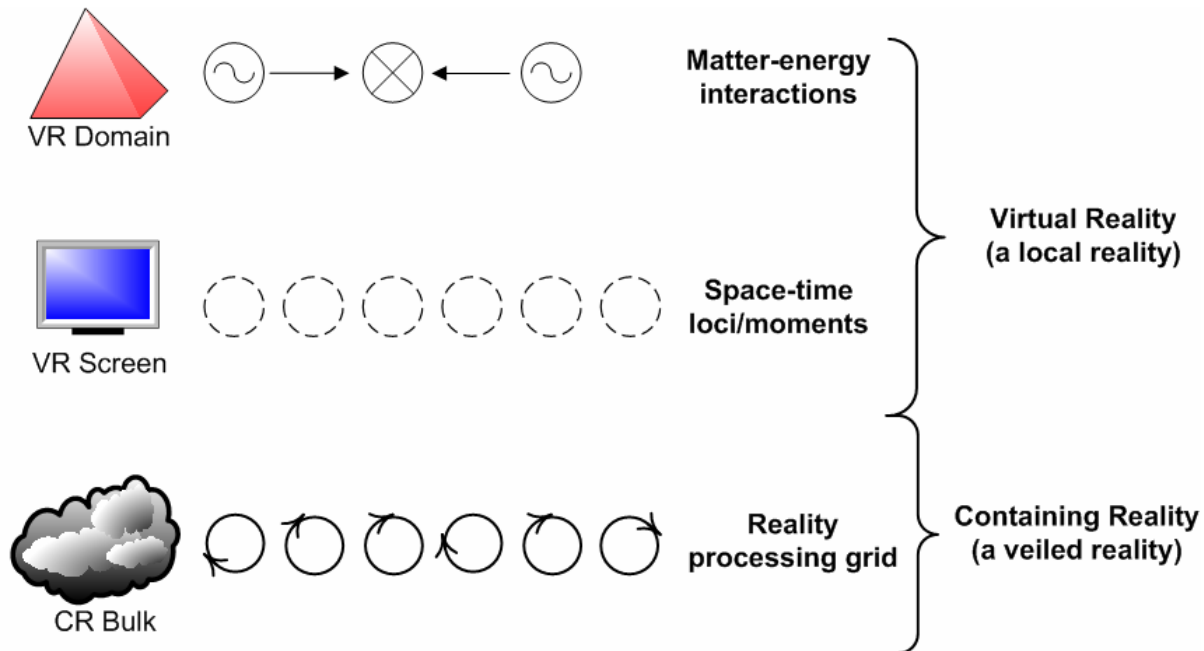 VR Domain
Matter-energy
interactions
Virtual Reality
(a local reality)
VR Screen
Space-time
loci/moments
CR Bulk
Reality
processing grid
Containing Reality
(a veiled reality)